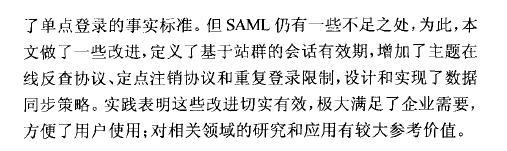 了单点登录的事实标准。但 SAML 仍有一些不足之处,为此,本
文做了一些改进,定义了基于站群的会话有效期,增加了主题在
线反查协议、定点注销协议和重复登录限制,设计和实现了数据
同步策略。实践表明这些改进切实有效,极大满足了企业需要,
方便了用户使用;对相关领域的研究和应用有较大参考价值。